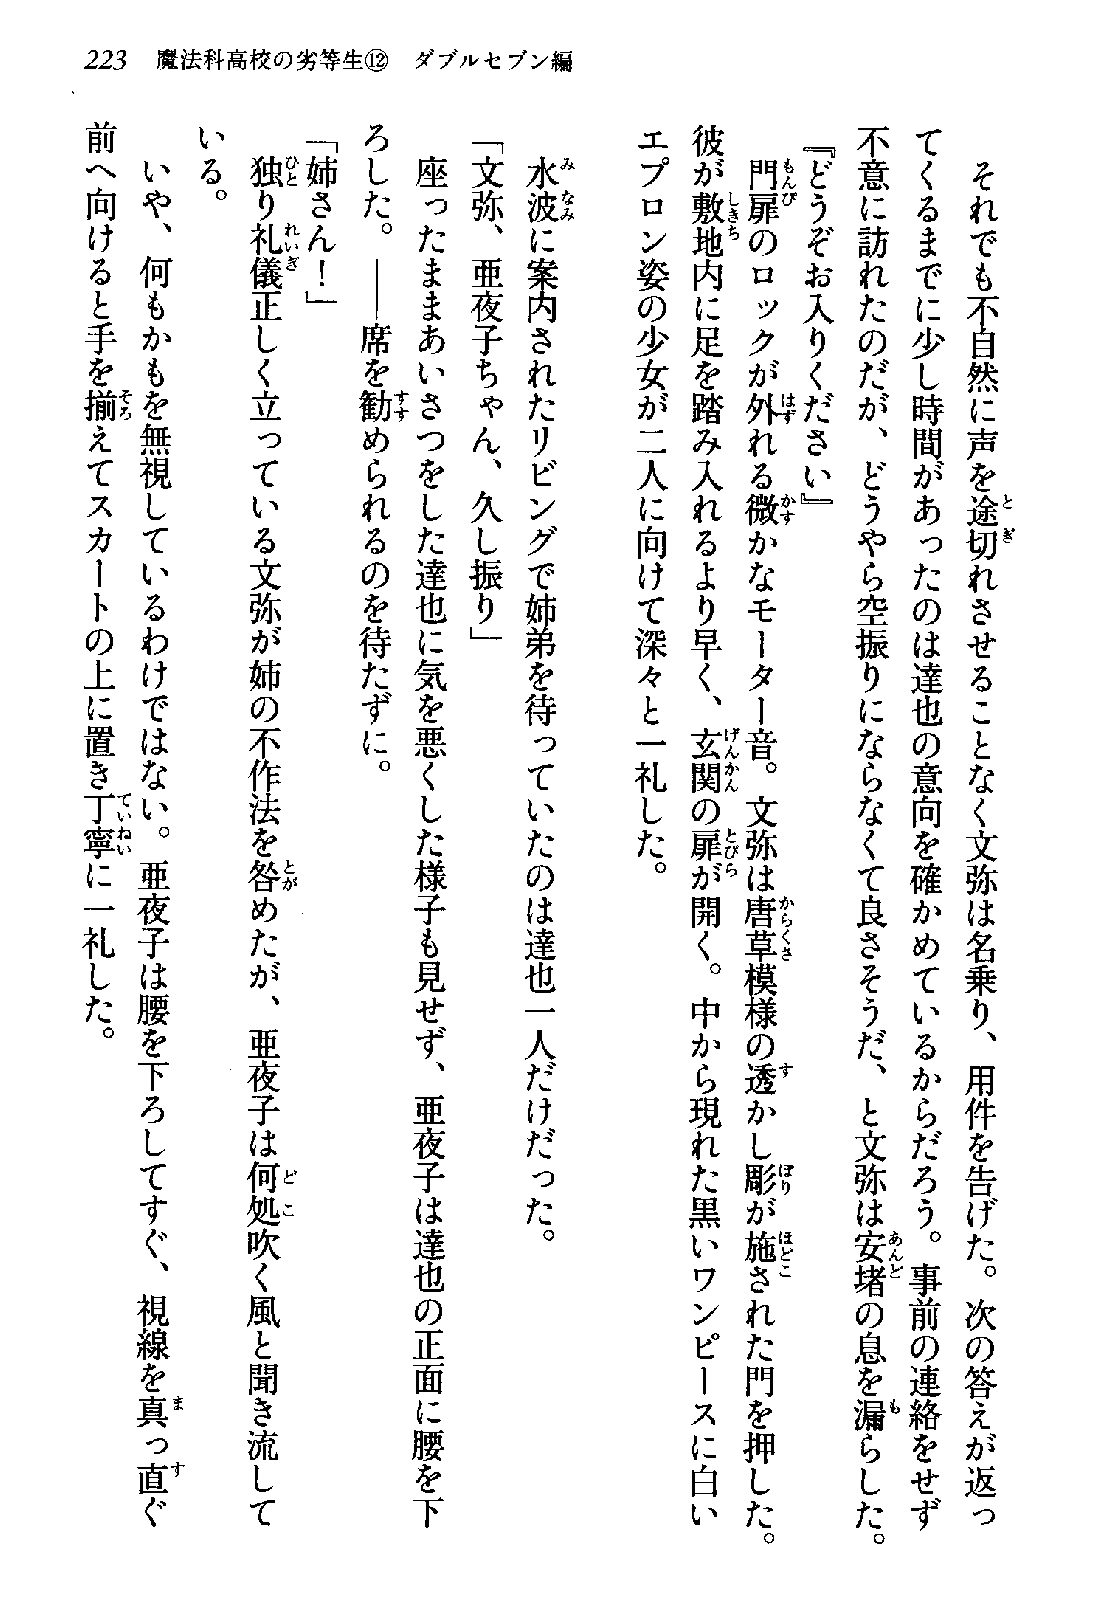 223　魔法科高校の劣等生⑫　ダブルセブン編
　それでも不自然に声を途切れさせることなく文弥は名乗り、用件を告げた。次の答えが返っ
てくるまでに少し時間があったのは達也の意向を確かめているからだろう。事前の連絡をせず
不意に訪れたのだが、どうやら空振りにならなくて良さそうだ、と文弥は安堵の息を漏らした。
『どうぞお入りください』
　門扉のロックが外れる微かなモーター音。文弥は唐草模様の透かし彫が施された門を押した。
彼が敷地内に足を踏み入れるより早く、玄関の扉が開く。中から現れた黒いワンピースに白い
エプロン姿の少女が二人に向けて深々と一礼した。
　水波に案内されたリビングで姉弟を待っていたのは達也一人だけだった。
「文弥、亜夜子ちゃん、久し振り」
　座ったままあいさつをした達也に気を悪くした様子も見せず、亜夜子は達也の正面に腰を下
ろした。――席を勧められるのを待たずに。
「姉さん！」
　独り礼儀正しく立っている文弥が姉の不作法を咎めたが、亜夜子は何処吹く風と聞き流して
いる。
　いや、何もかもを無視しているわけではない。亜夜子は腰を下ろしてすぐ、視線を真っ直ぐ
前へ向けると手を揃えてスカートの上に置き丁寧に一礼した。